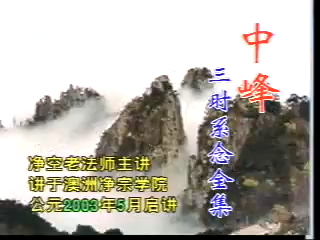 中峰
三时系念全集
净空老法师主讲
讲于澳洲净宗学院
公元2003年5月启讲